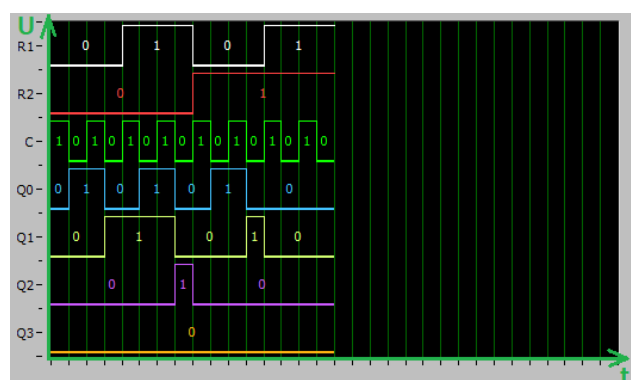 U
R1- 0 1 0 1
R2- 0 1
C- 1 0 1 0 1 0 1 0 1 0 1 0 1 0 1 0
Q0- 0 1 0 1 0 1 0
Q1- 0 1 0 1 0
Q2- 0 1 0
Q3- 0
t